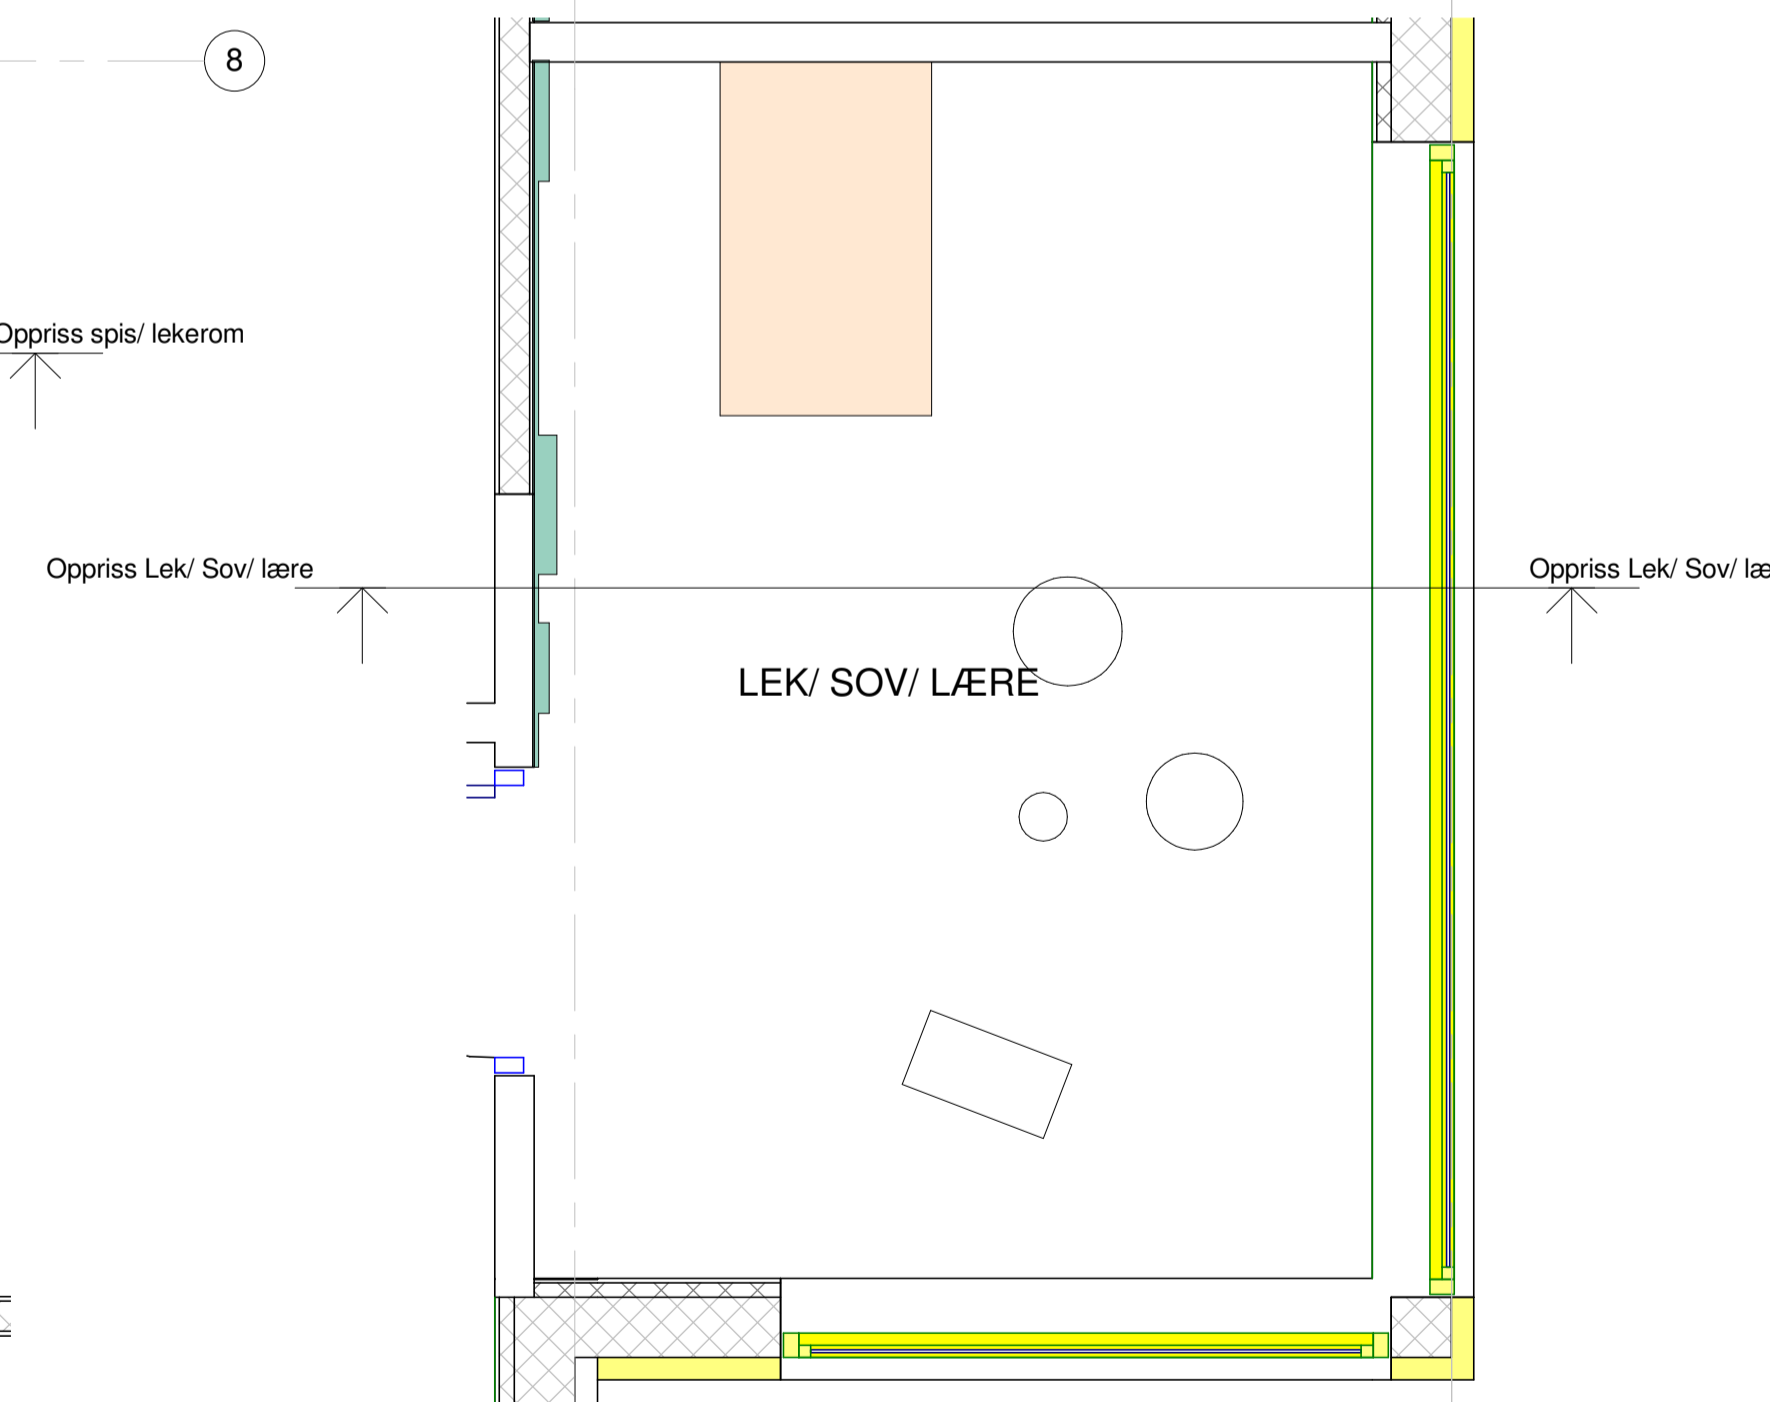 8
Oppriss spis/ lekerom
Oppriss Lek/ Sov/ lære
Oppriss Lek/ Sov/ læ
LEK/ SOV/ LÆRE